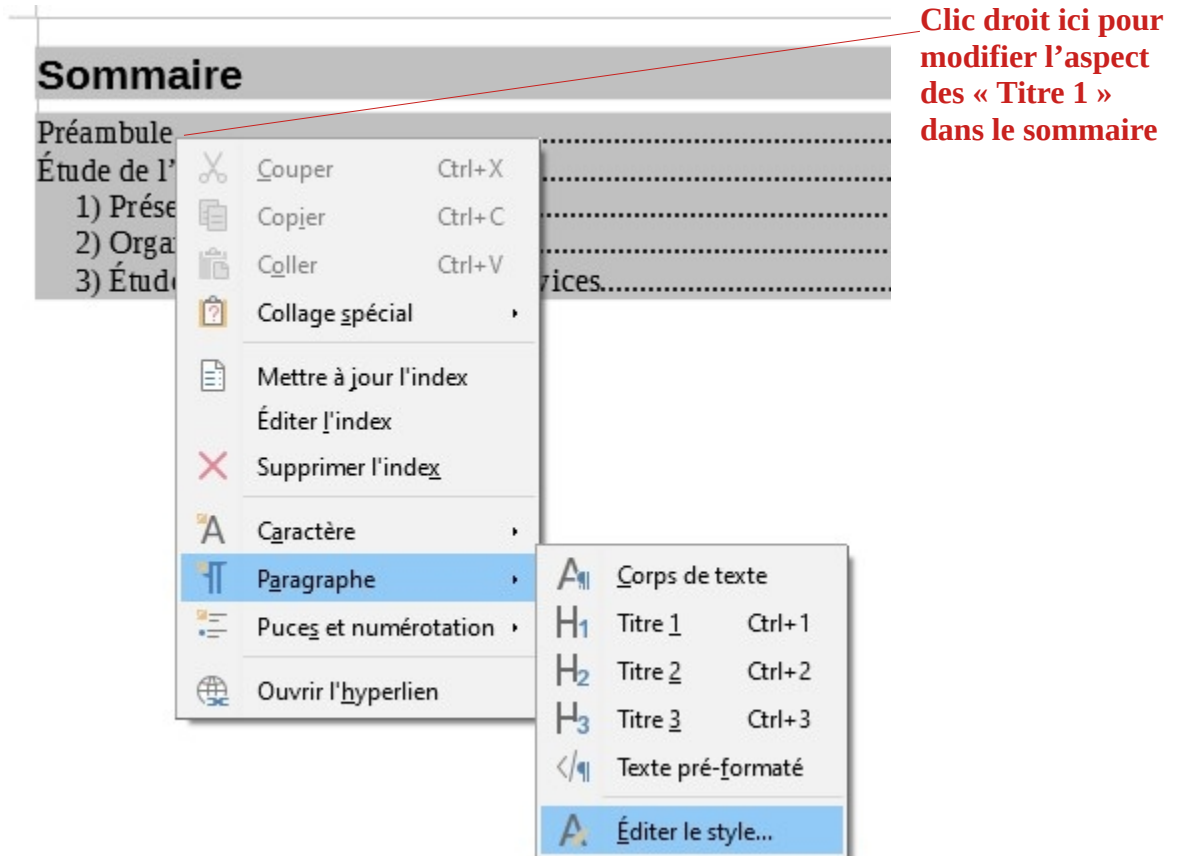 Clic droit ici pour
modifier l’aspect
des « Titre 1 »
dans le sommaire
Sommaire
Préambule
Étude de l’
1) Prése
2) Orga
3) Étud vices
Couper Ctrl+X
Copier Ctrl+C
Coller Ctrl+V
Collage spécial
Mettre à jour l'index
Éditer l'index
Supprimer l'index
Caractère
Paragraphe
Puces et numérotation
Ouvrir l'hyperlien
Corps de texte
Titre 1 Ctrl+1
Titre 2 Ctrl+2
Titre 3 Ctrl+3
Texte pré-formaté
Éditer le style...